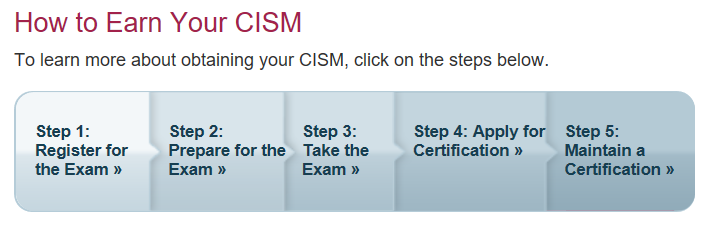 How to Earn Your CISM
To learn more about obtaining your CISM, click on the steps below.
Step 1:
Register for
the Exam »
Step 2:
Prepare for the
Exam »
Step 3:
Take the
Exam »
Step 4: Apply for
Certification »
Step 5:
Maintain a
Certification »